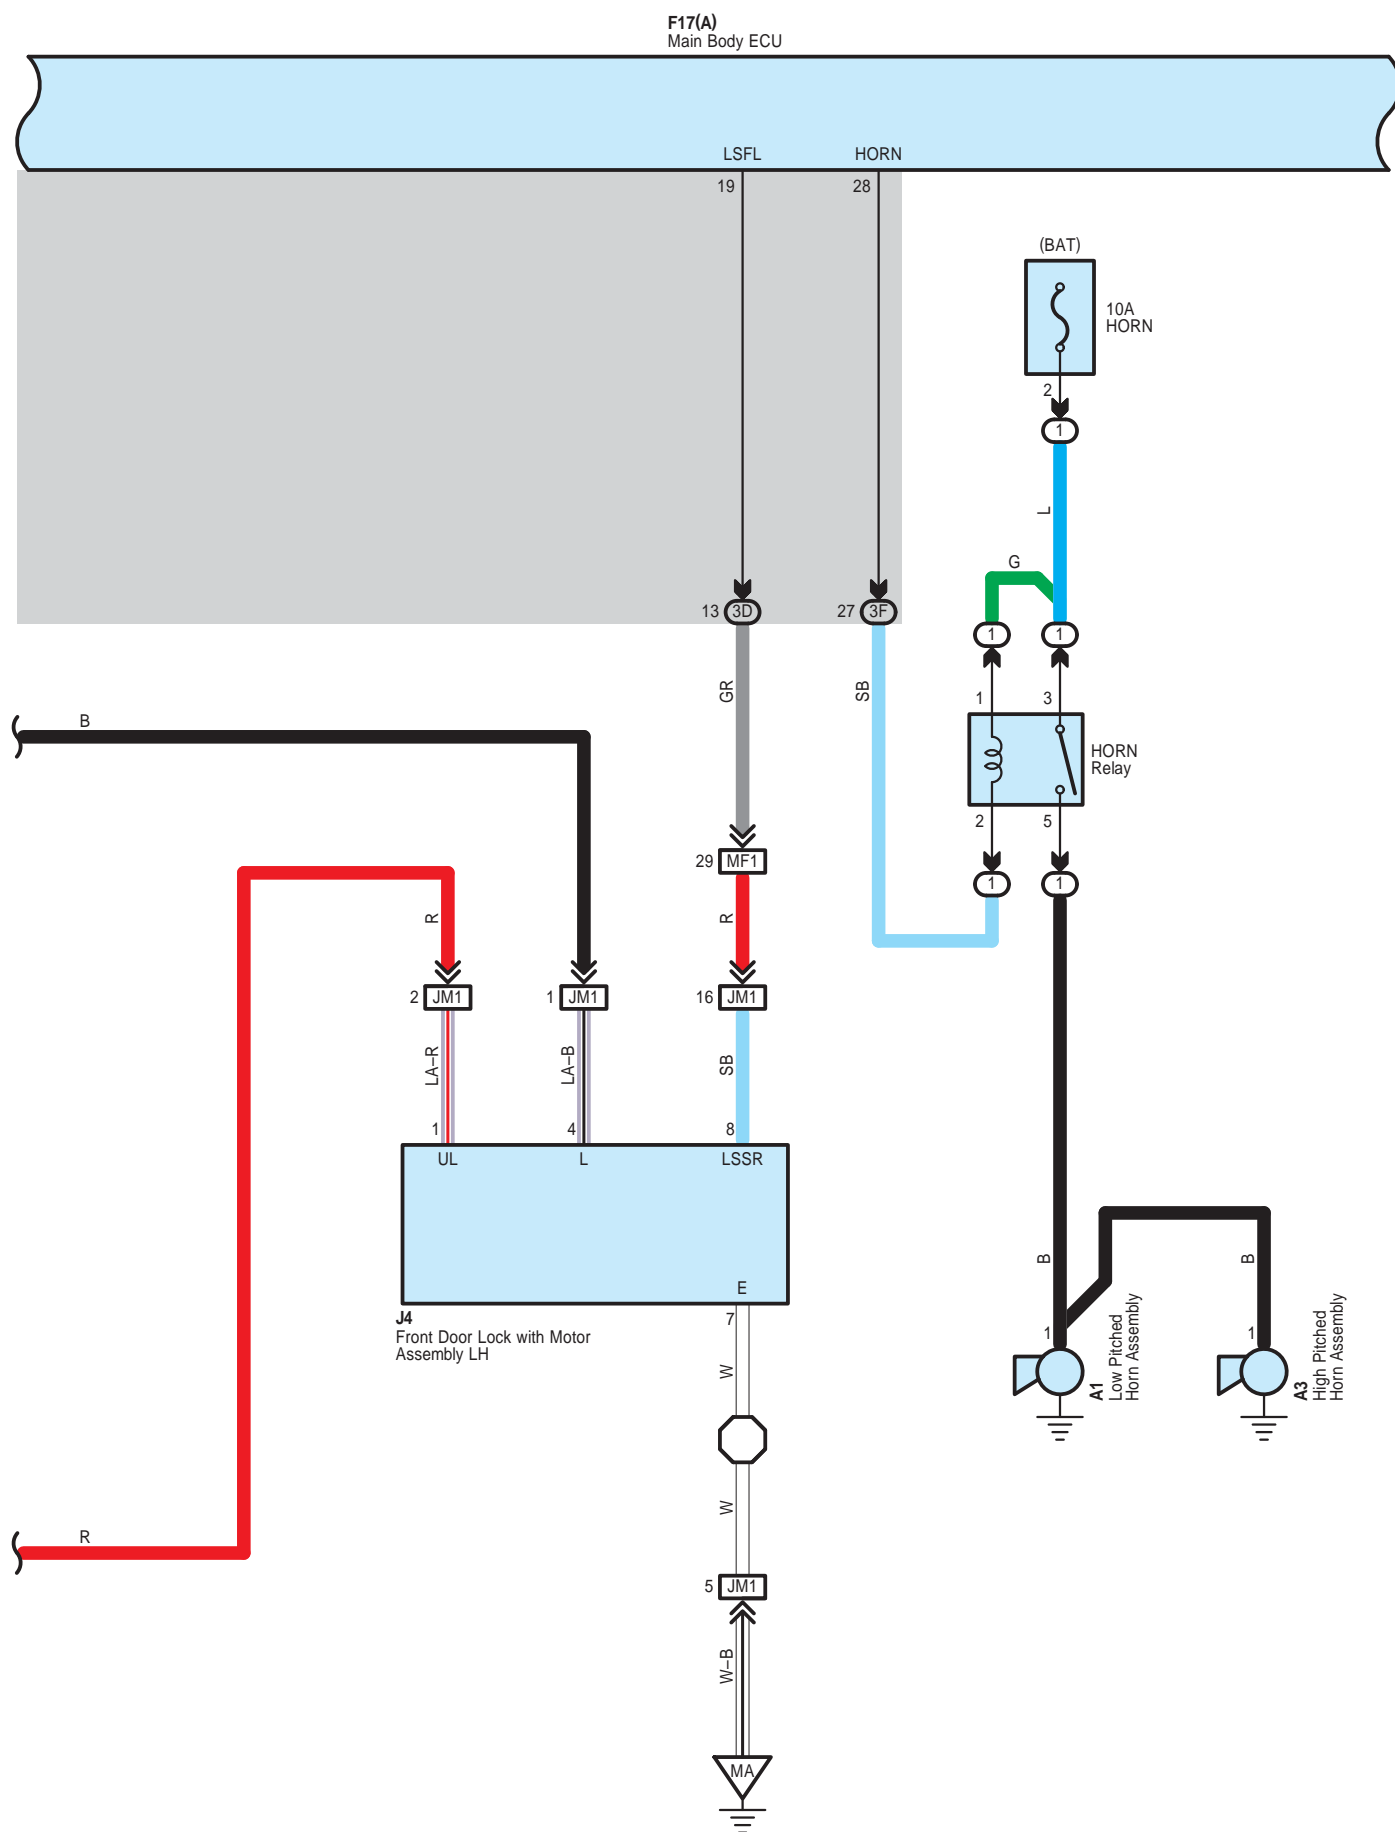 F17(A)
Main Body ECU
LSFL
HORN
19
28
(BAT)
10A
HORN
2
1
L
G
13
3D
27
3F
1
1
GR
SB
1
3
B
HORN
Relay
2
5
29
MF1
1
1
R
R
2
JM1
1
JM1
16
JM1
LA–R
LA–B
SB
1
4
8
UL
L
LSSR
E
J4
Front Door Lock with Motor
Assembly LH
7
B
B
1
1
A1
Low Pitched
Horn Assembly
A3
High Pitched
Horn Assembly
W
W
R
5
JM1
W–B
MA